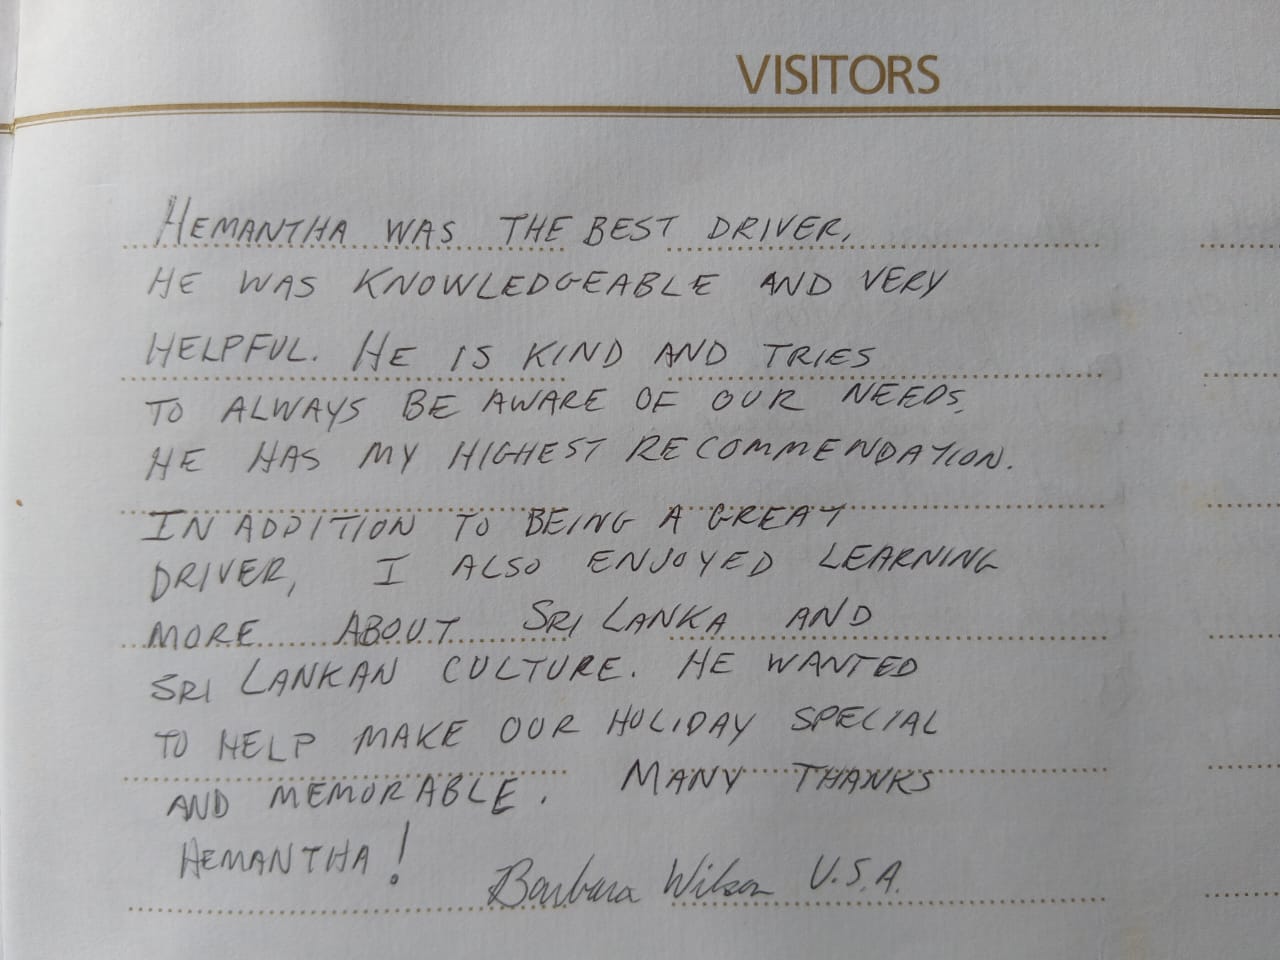 VISITORS
HEMANTHA WAS THE BEST DRIVER,
HE WAS KNOWLEDGEABLE AND VERY
HELPFUL. HE IS KIND AND TRIES
TO ALWAYS BE AWARE OF OUR NEEDS.
HE HAS MY HIGHEST RECOMMENDATION.
IN ADDITION TO BEING A GREAT
DRIVER, I ALSO ENJOYED LEARNING
MORE ABOUT SRI LANKA AND
SRI LANKAN CULTURE. HE WANTED
TO HELP MAKE OUR HOLIDAY SPECIAL
AND MEMORABLE. MANY THANKS
HEMANTHA!
Barbara Wilson U.S.A.